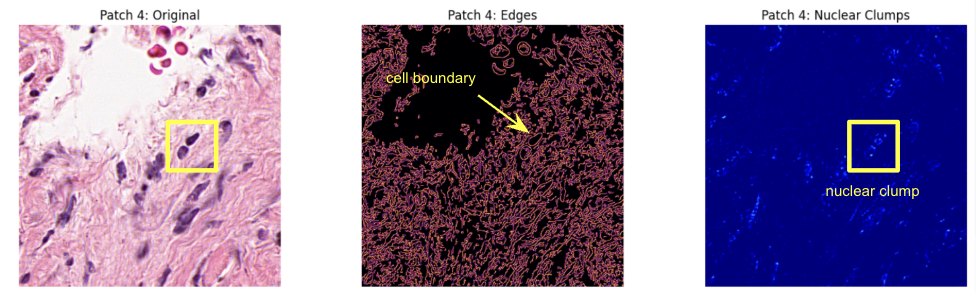 Patch 4: Original
Patch 4: Edges
Patch 4: Nuclear Clumps
cell boundary
nuclear clump